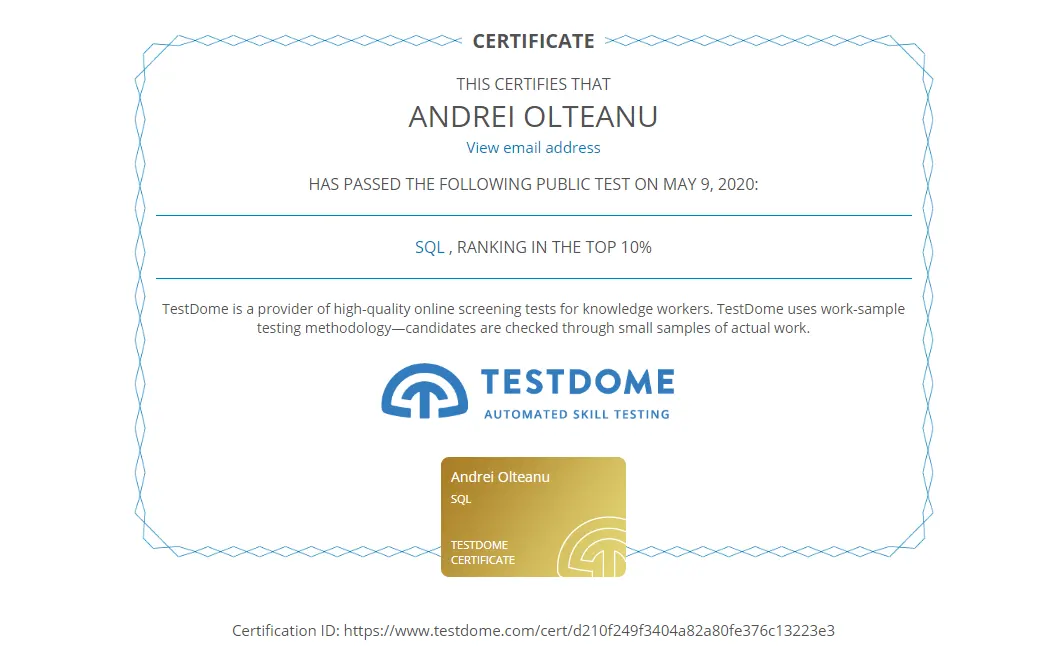 CERTIFICATE
THIS CERTIFIES THAT
ANDREI OLTEANU
View email address
HAS PASSED THE FOLLOWING PUBLIC TEST ON MAY 9, 2020:
SQL , RANKING IN THE TOP 10%
TestDome is a provider of high-quality online screening tests for knowledge workers. TestDome uses work-sample
testing methodology—candidates are checked through small samples of actual work.
TESTDOME
AUTOMATED SKILL TESTING
Andrei Olteanu
SQL
TESTDOME
CERTIFICATE
Certification ID: https://www.testdome.com/cert/d210f249f3404a82a80fe376c13223e3